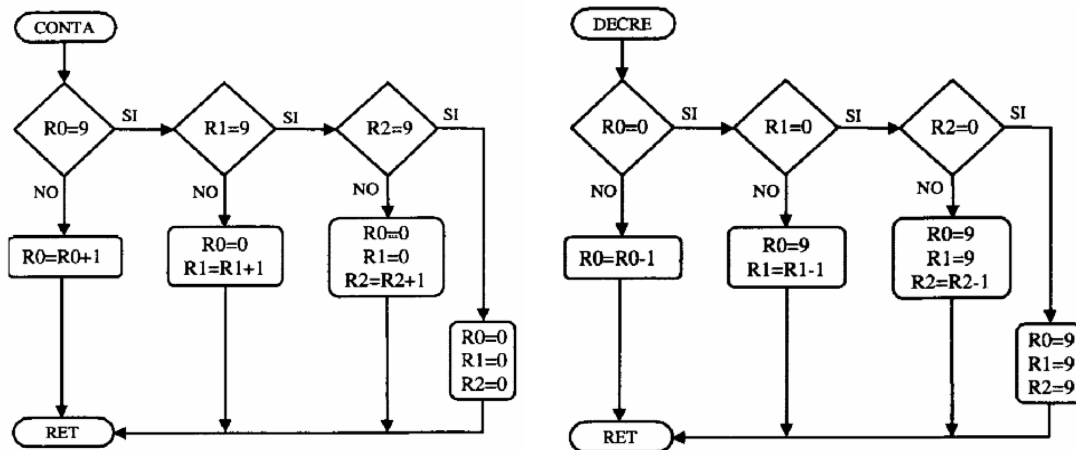 CONTA
R0=9
SI
R1=9
SI
R2=9
SI
NO
NO
NO
R0=R0+1
R0=0
R1=R1+1
R0=0
R1=0
R2=R2+1
R0=0
R1=0
R2=0
RET
DECRE
R0=0
SI
R1=0
SI
R2=0
SI
NO
NO
NO
R0=R0-1
R0=9
R1=R1-1
R0=9
R1=9
R2=R2-1
R0=9
R1=9
R2=9
RET